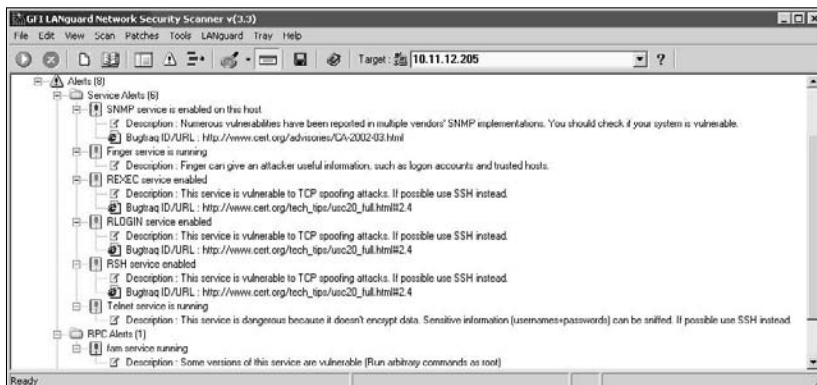 GFI LANguard Network Security Scanner v(3.3)
File Edit View Scan Patches Tools LANguard Tray Help
Target: 10.11.12.205
Alerts (8)
Service Alerts (6)
SNMP service is enabled on this host
Description : Numerous vulnerabilities have been reported in multiple vendors' SNMP implementations. You should check if your system is vulnerable.
Bugtraq ID/URL : http://www.cert.org/advisories/CA-2002-03.html
Finger service is running
Description : Finger can give an attacker useful information, such as logon accounts and trusted hosts.
REXEC service enabled
Description : This service is vulnerable to TCP spoofing attacks. If possible use SSH instead.
Bugtraq ID/URL : http://www.cert.org/tech_tips/usc20_full.html#2.4
RLOGIN service enabled
Description : This service is vulnerable to TCP spoofing attacks. If possible use SSH instead.
Bugtraq ID/URL : http://www.cert.org/tech_tips/usc20_full.html#2.4
RSH service enabled
Description : This service is vulnerable to TCP spoofing attacks. If possible use SSH instead.
Bugtraq ID/URL : http://www.cert.org/tech_tips/usc20_full.html#2.4
Telnet service is running
Description : This service is dangerous because it doesn't encrypt data. Sensitive information (usernames+passwords) can be sniffed. If possible use SSH instead
RPC Alerts (1)
fam service running
Description : Some versions of this service are vulnerable (Run arbitrary commands as root)
Ready